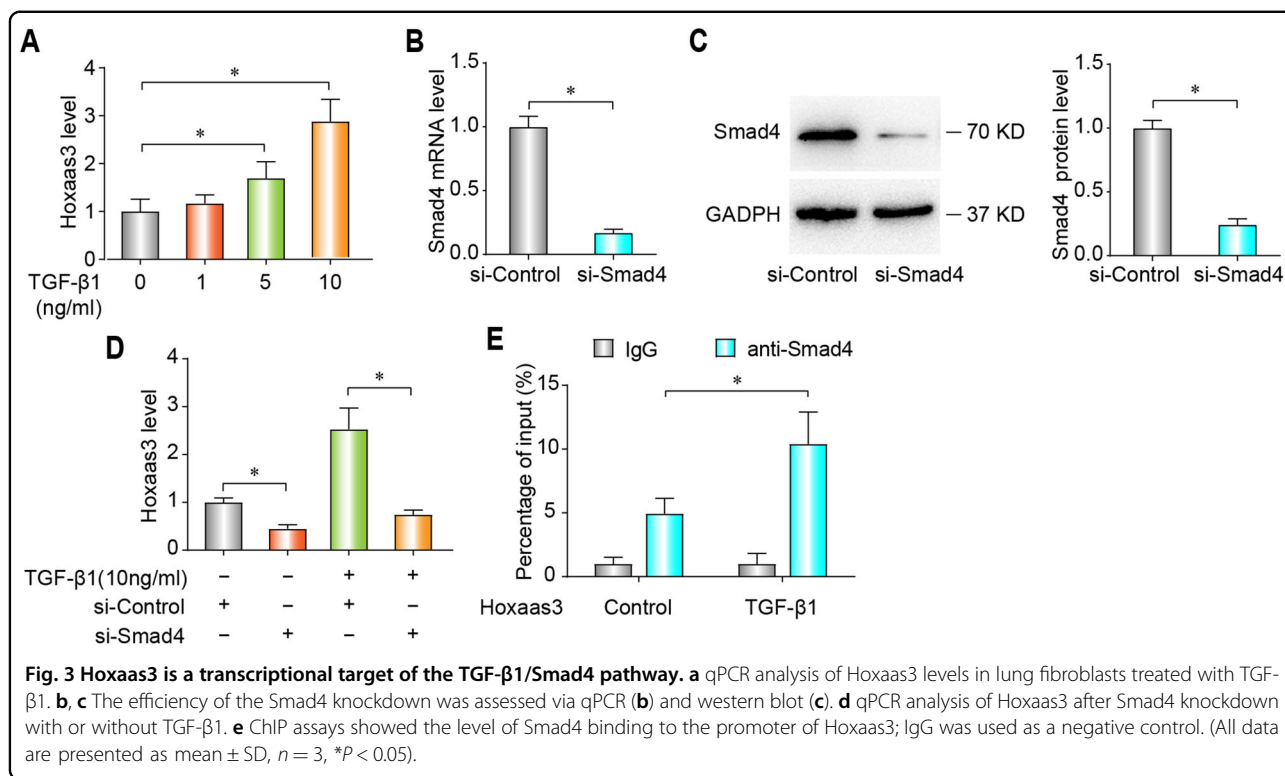 A
Hoxaas3 level
4
3
2
1
0
*
*
TGF-β1
(ng/ml)
0 1 5 10
B
Smad4 mRNA level
1.5
1.0
0.5
0.0
*
si-Control si-Smad4
C
Smad4
— 70 KD
GADPH
— 37 KD
si-Control si-Smad4
Smad4 protein level
1.5
1.0
0.5
0.0
*
si-Control si-Smad4
D
Hoxaas3 level
4
3
2
1
0
*
*
TGF-β1(10ng/ml) – – + +
si-Control + – + –
si-Smad4 – + – +
E
IgG anti-Smad4
Percentage of input (%)
15
10
5
0
*
Hoxaas3 Control TGF-β1
Fig. 3 Hoxaas3 is a transcriptional target of the TGF-β1/Smad4 pathway. a qPCR analysis of Hoxaas3 levels in lung fibroblasts treated with TGF-
β1. b, c The efficiency of the Smad4 knockdown was assessed via qPCR (b) and western blot (c). d qPCR analysis of Hoxaas3 after Smad4 knockdown
with or without TGF-β1. e ChIP assays showed the level of Smad4 binding to the promoter of Hoxaas3; IgG was used as a negative control. (All data
are presented as mean ± SD, n = 3, *P < 0.05).